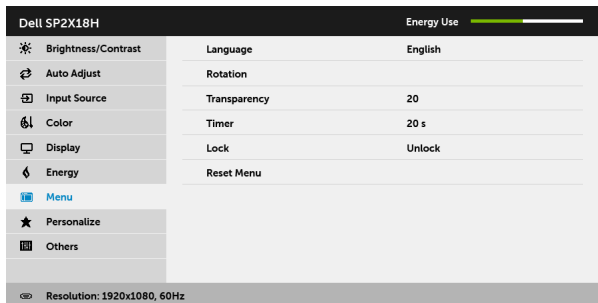 Dell SP2X18H Energy Use
Brightness/Contrast Language English
Auto Adjust Rotation
Input Source Transparency 20
Color Timer 20 s
Display Lock Unlock
Energy Reset Menu
Menu
Personalize
Others
Resolution: 1920x1080, 60Hz